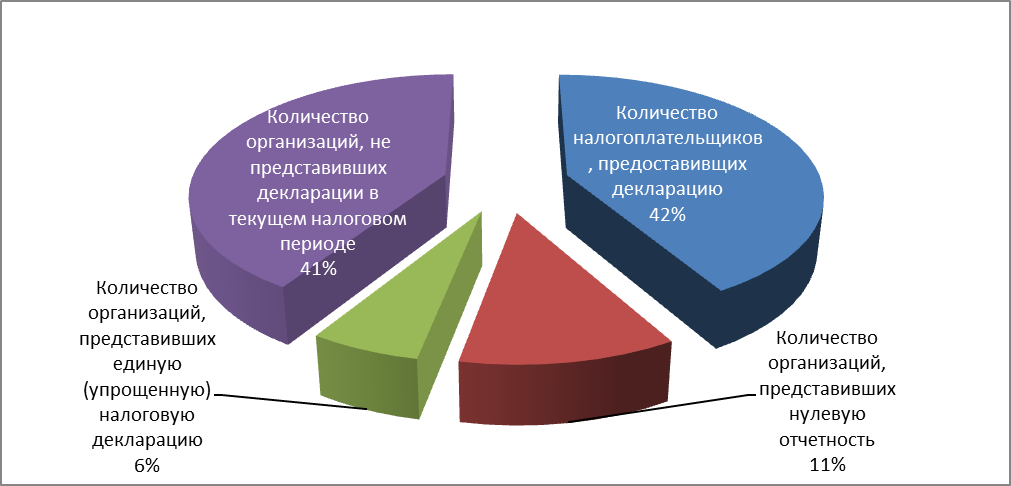 Количество
организаций, не
представивших
декларации в
текущем налоговом
периоде
41%
Количество
налогоплательщиков
, предоставивщих
декларацию
42%
Количество
организаций,
представивших
единую
(упрощенную)
налоговую
декларацию
6%
Количество
организаций,
представивших
нулевую
отчетность
11%